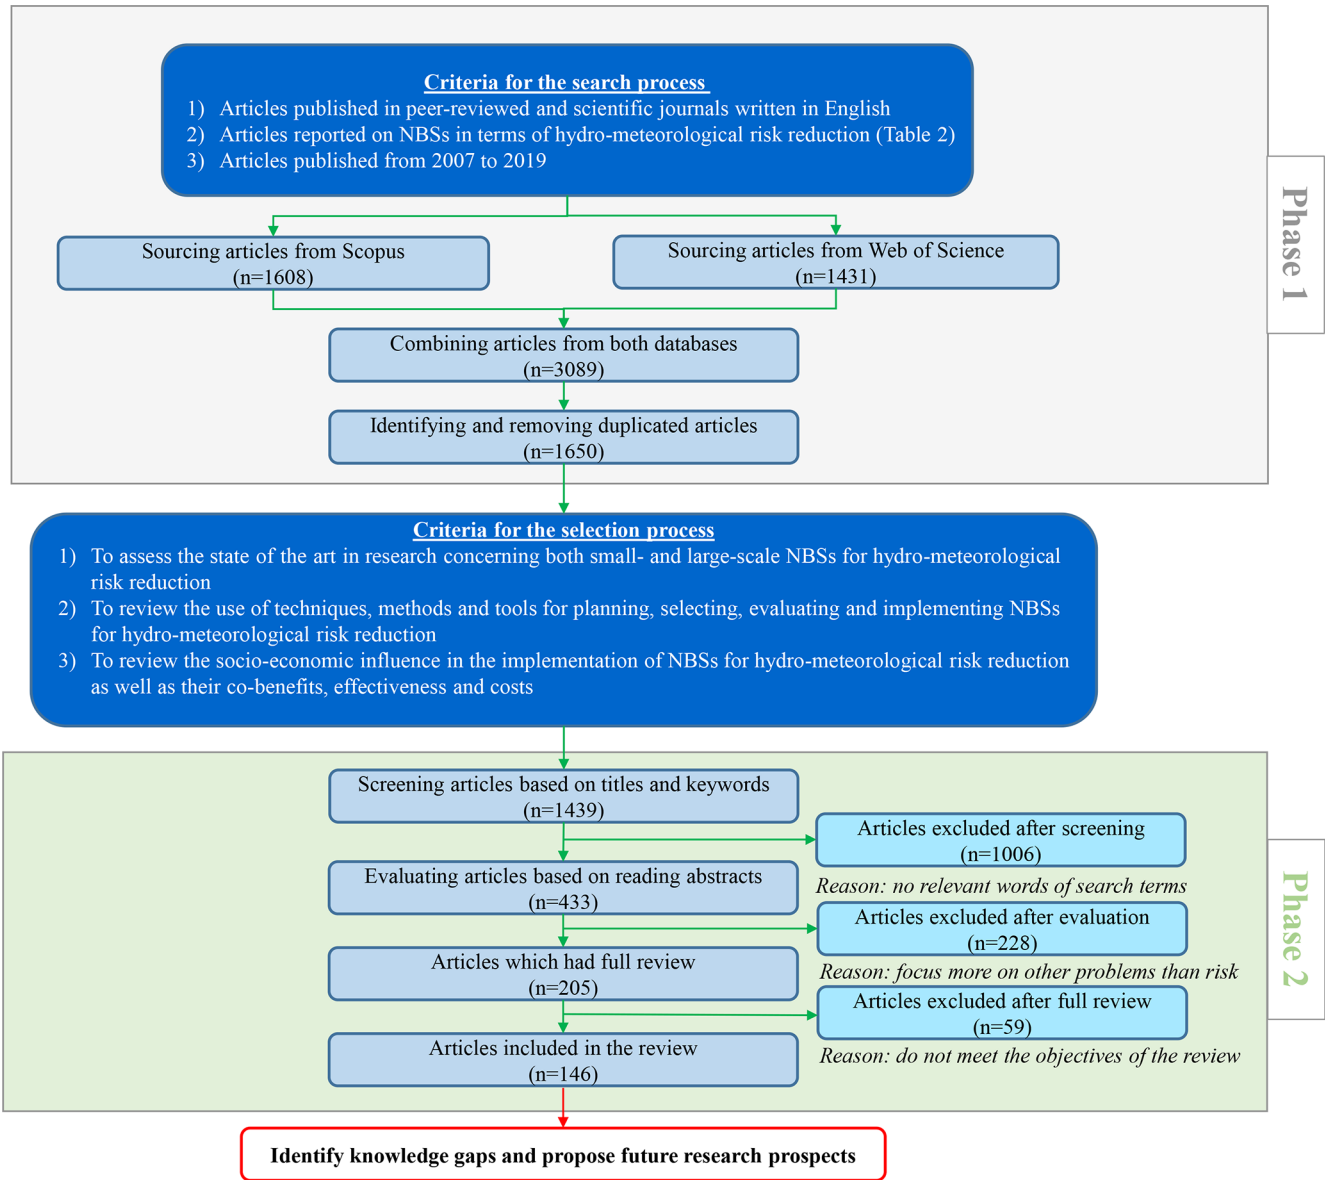 Criteria for the search process
1) Articles published in peer-reviewed and scientific journals written in English
2) Articles reported on NBSs in terms of hydro-meteorological risk reduction (Table 2)
3) Articles published from 2007 to 2019
Phase 1
Sourcing articles from Scopus
(n=1608)
Sourcing articles from Web of Science
(n=1431)
Combining articles from both databases
(n=3089)
Identifying and removing duplicated articles
(n=1650)
Criteria for the selection process
1) To assess the state of the art in research concerning both small- and large-scale NBSs for hydro-meteorological
risk reduction
2) To review the use of techniques, methods and tools for planning, selecting, evaluating and implementing NBSs
for hydro-meteorological risk reduction
3) To review the socio-economic influence in the implementation of NBSs for hydro-meteorological risk reduction
as well as their co-benefits, effectiveness and costs
Phase 2
Screening articles based on titles and keywords
(n=1439)
Articles excluded after screening
(n=1006)
Reason: no relevant words of search terms
Evaluating articles based on reading abstracts
(n=433)
Articles excluded after evaluation
(n=228)
Reason: focus more on other problems than risk
Articles which had full review
(n=205)
Articles excluded after full review
(n=59)
Reason: do not meet the objectives of the review
Articles included in the review
(n=146)
Identify knowledge gaps and propose future research prospects